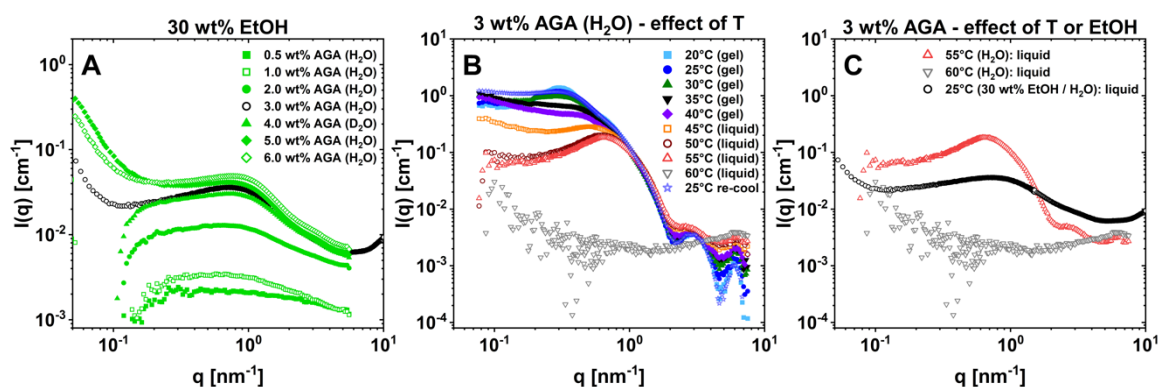 30 wt% EtOH
A
0.5 wt% AGA (H₂O)
1.0 wt% AGA (H₂O)
2.0 wt% AGA (H₂O)
3.0 wt% AGA (H₂O)
4.0 wt% AGA (D₂O)
5.0 wt% AGA (H₂O)
6.0 wt% AGA (H₂O)
I(q) [cm⁻¹]
10⁰
10⁻¹
10⁻²
10⁻³
10⁻¹ 10⁰ 10¹
q [nm⁻¹]
3 wt% AGA (H₂O) - effect of T
B
20°C (gel)
25°C (gel)
30°C (gel)
35°C (gel)
40°C (gel)
45°C (liquid)
50°C (liquid)
55°C (liquid)
60°C (liquid)
25°C re-cool
I(q) [cm⁻¹]
10¹
10⁰
10⁻¹
10⁻²
10⁻³
10⁻⁴
10⁻¹ 10⁰ 10¹
q [nm⁻¹]
3 wt% AGA - effect of T or EtOH
C
55°C (H₂O): liquid
60°C (H₂O): liquid
25°C (30 wt% EtOH / H₂O): liquid
I(q) [cm⁻¹]
10¹
10⁰
10⁻¹
10⁻²
10⁻³
10⁻⁴
10⁻¹ 10⁰ 10¹
q [nm⁻¹]